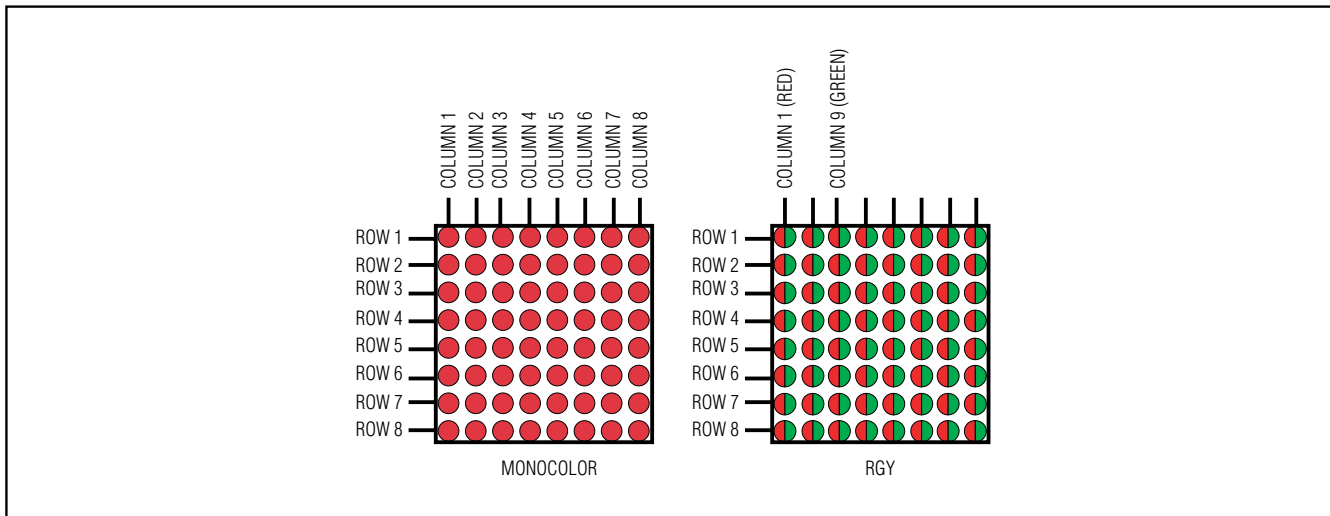 COLUMN 1
COLUMN 2
COLUMN 3
COLUMN 4
COLUMN 5
COLUMN 6
COLUMN 7
COLUMN 8
ROW 1
ROW 2
ROW 3
ROW 4
ROW 5
ROW 6
ROW 7
ROW 8
MONOCOLOR
COLUMN 1 (RED)
COLUMN 9 (GREEN)
ROW 1
ROW 2
ROW 3
ROW 4
ROW 5
ROW 6
ROW 7
ROW 8
RGY